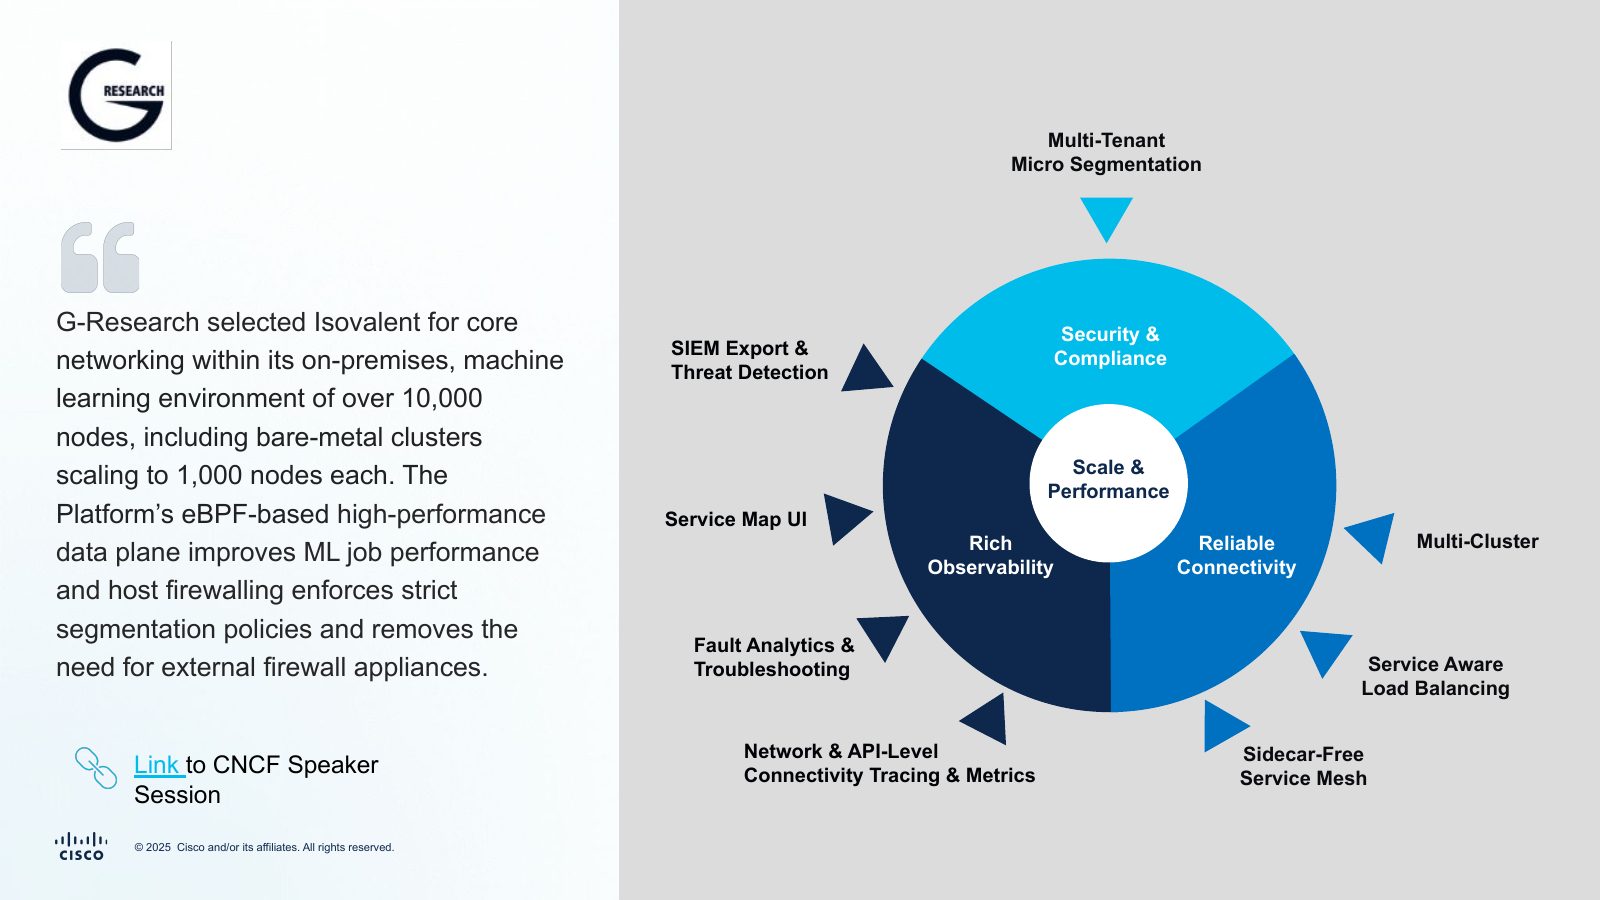 RESEARCH
G-Research selected Isovalent for core
networking within its on-premises, machine
learning environment of over 10,000
nodes, including bare-metal clusters
scaling to 1,000 nodes each. The
Platform’s eBPF-based high-performance
data plane improves ML job performance
and host firewalling enforces strict
segmentation policies and removes the
need for external firewall appliances.
Link to CNCF Speaker
Session
CISCO
© 2025 Cisco and/or its affiliates. All rights reserved.
Multi-Tenant
Micro Segmentation
Security &
Compliance
SIEM Export &
Threat Detection
Scale &
Performance
Service Map UI
Rich
Observability
Reliable
Connectivity
Multi-Cluster
Fault Analytics &
Troubleshooting
Service Aware
Load Balancing
Network & API-Level
Connectivity Tracing & Metrics
Sidecar-Free
Service Mesh